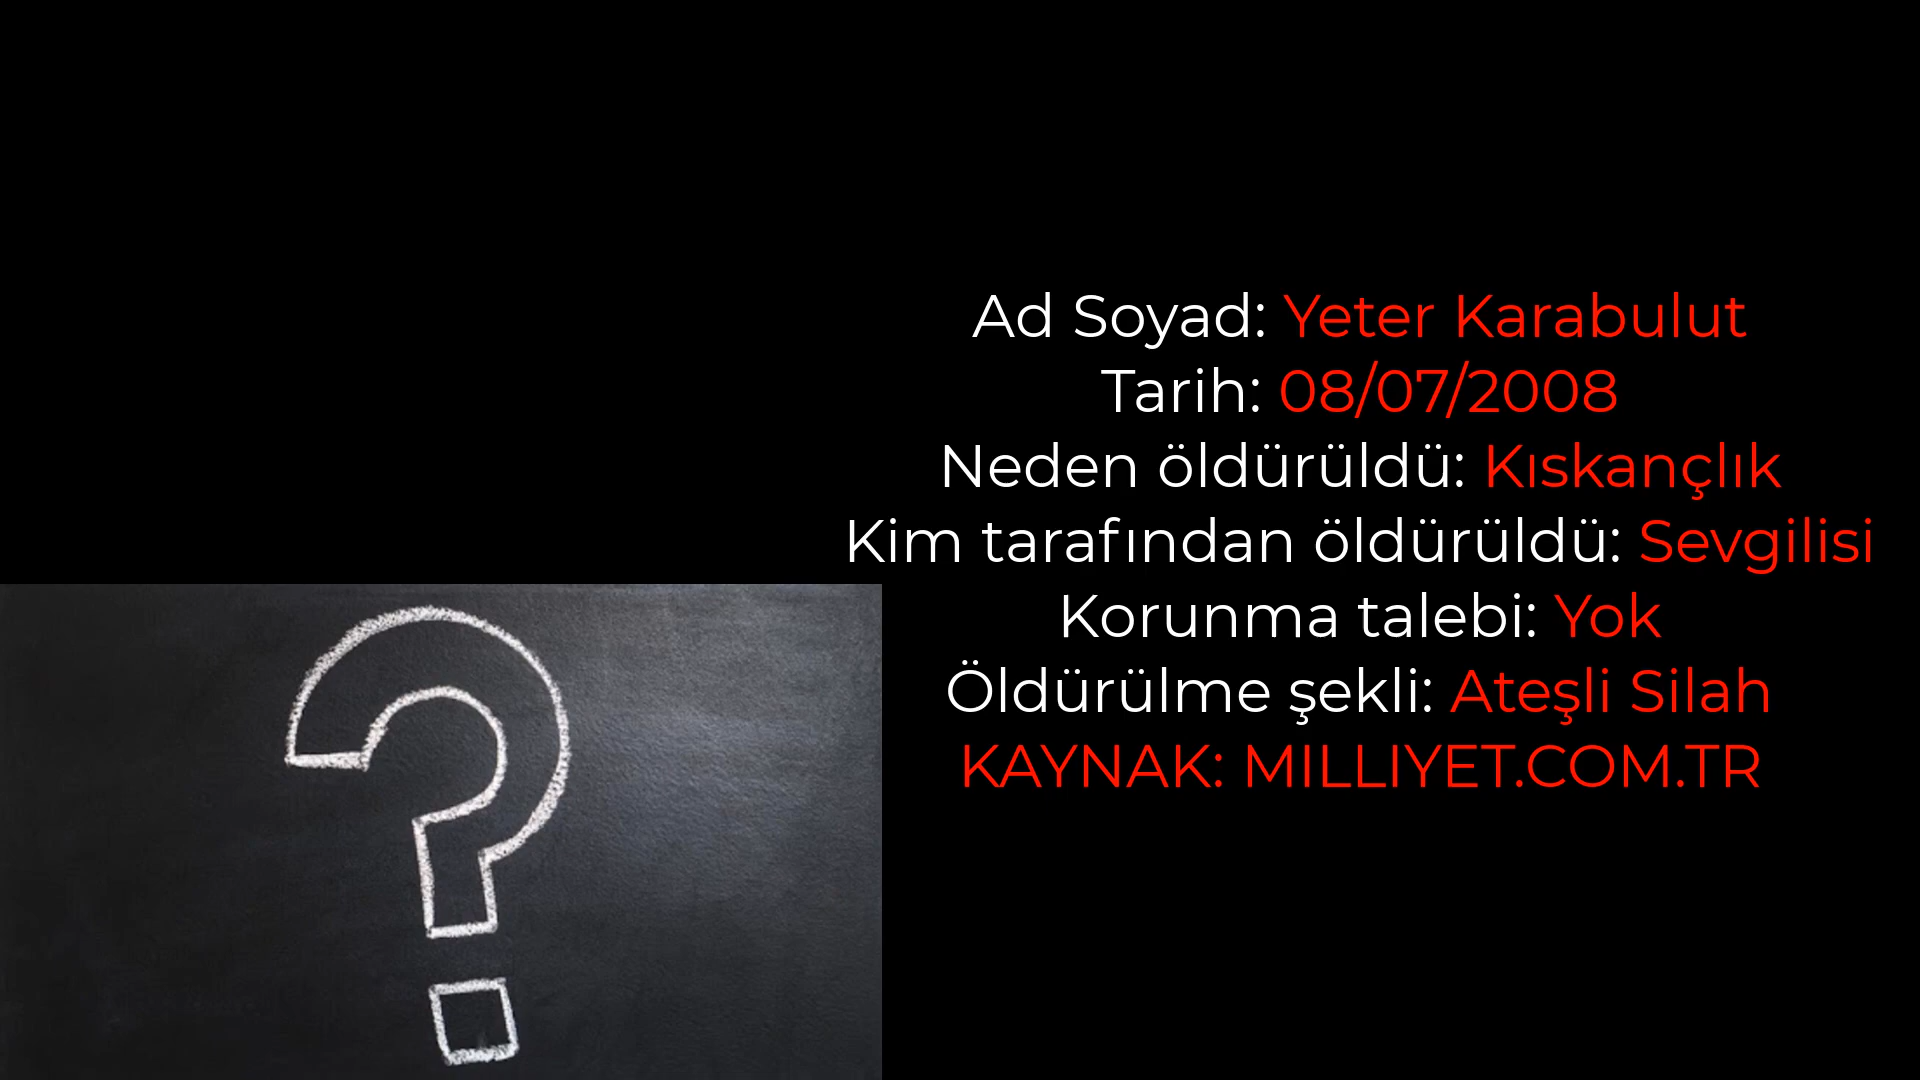 Ad Soyad: Yeter Karabulut
Tarih: 08/07/2008
Neden öldürüldü: Kıskançlık
Kim tarafından öldürüldü: Sevgilisi
Korunma talebi: Yok
Öldürülme şekli: Ateşli Silah
KAYNAK: MILLIYET.COM.TR
?